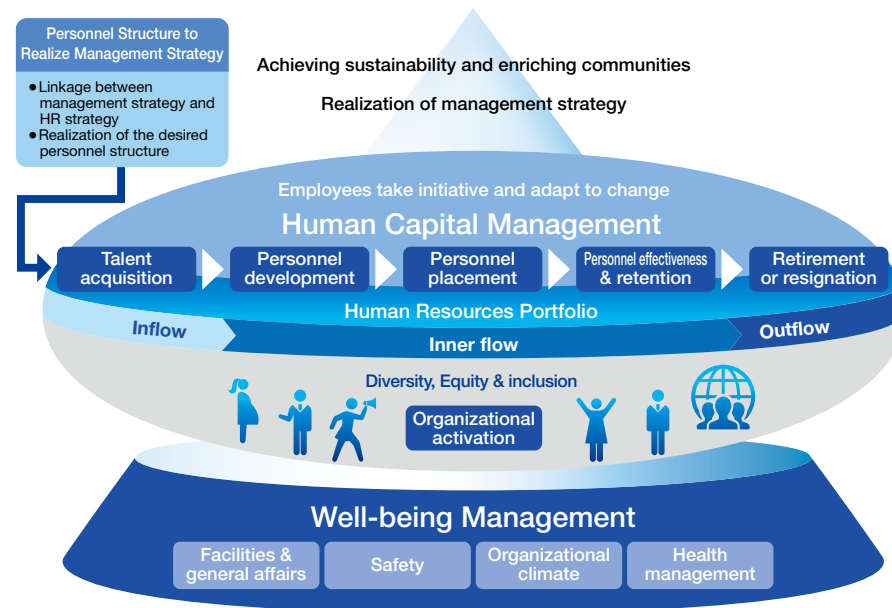 Personnel Structure to
Realize Management Strategy
●Linkage between
management strategy and
HR strategy
●Realization of the desired
personnel structure
Achieving sustainability and enriching communities
Realization of management strategy
Employees take initiative and adapt to change
Human Capital Management
Talent
acquisition
Personnel
development
Personnel
placement
Personnel effectiveness
& retention
Retirement
or resignation
Human Resources Portfolio
Inflow
Inner flow
Outflow
Diversity, Equity & inclusion
Organizational
activation
Well-being Management
Facilities &
general affairs
Safety
Organizational
climate
Health
management